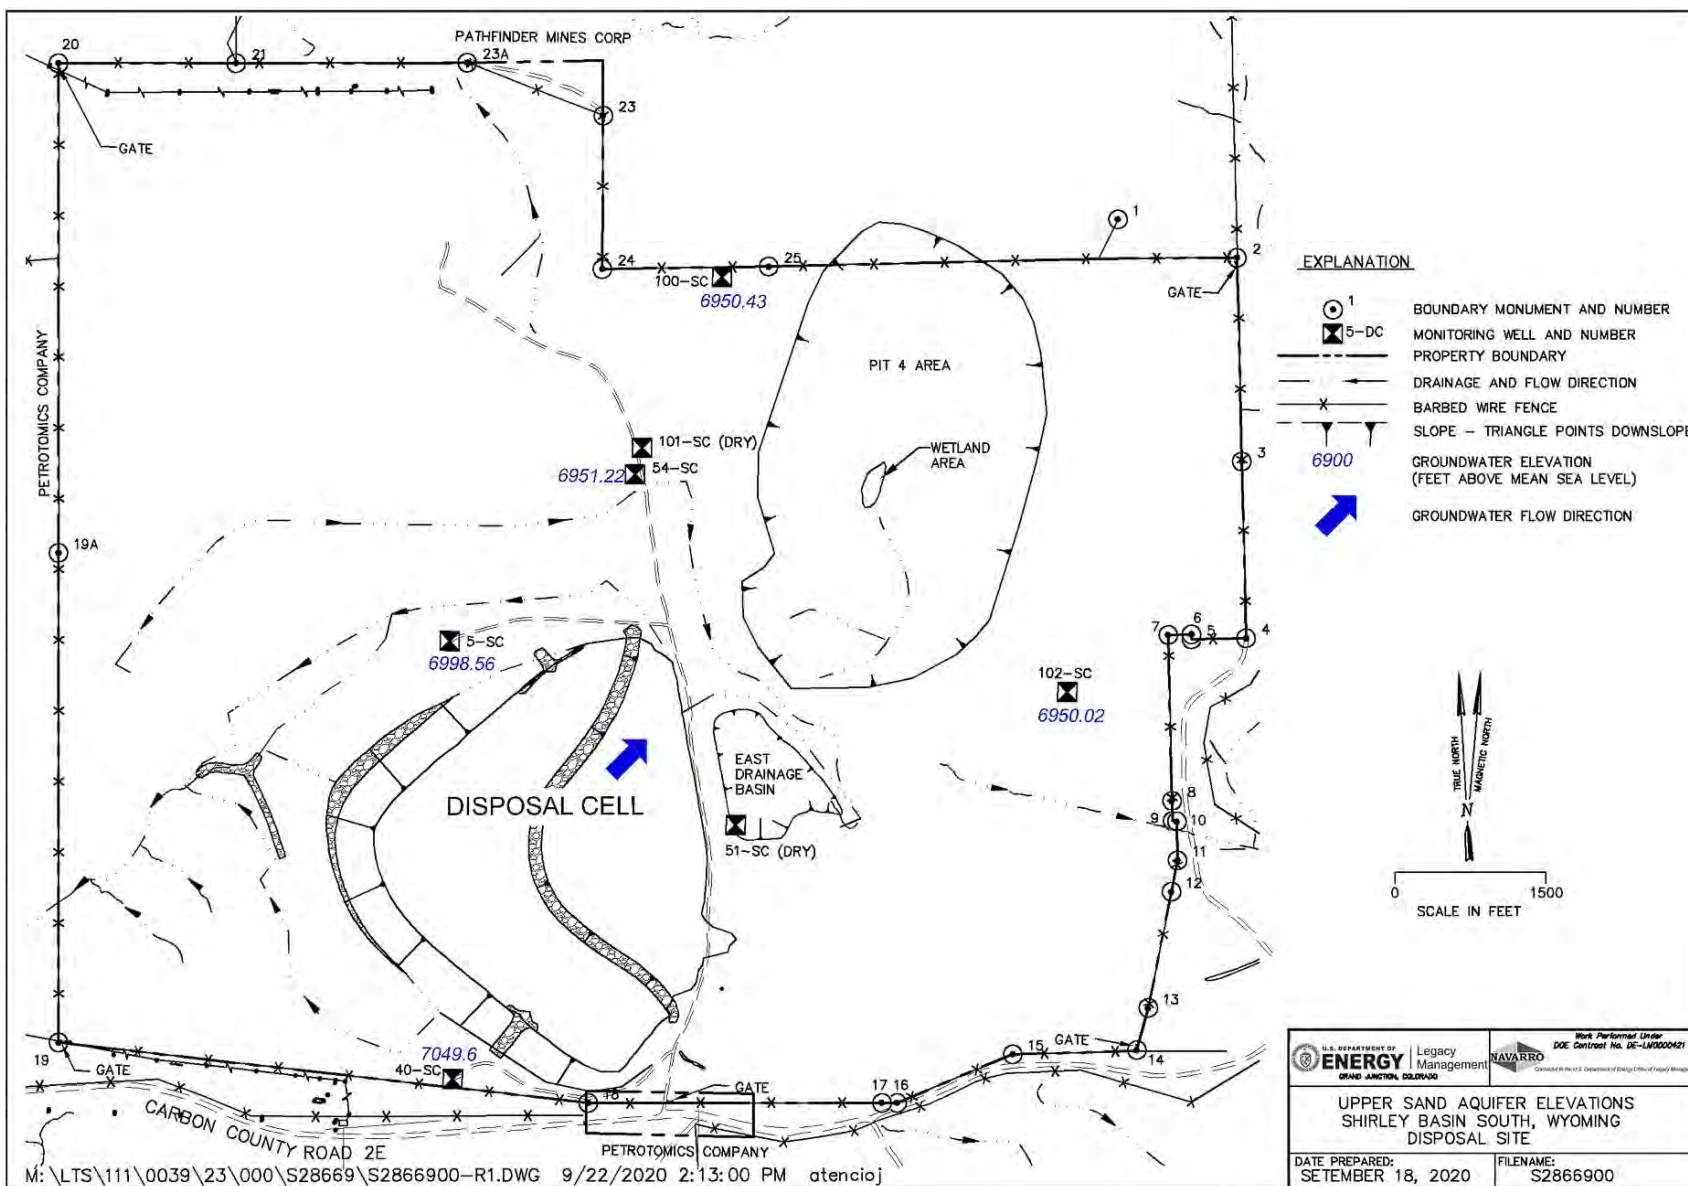 PATHFINDER MINES CORP
20
21
23A
23
GATE
24
25
1
2
GATE
100-SC
6950.43
PETROTOMICS COMPANY
PIT 4 AREA
WETLAND
AREA
101-SC (DRY)
54-SC
6951.22
3
19A
5-SC
6998.56
7
6
5
4
102-SC
6950.02
EAST
DRAINAGE
BASIN
DISPOSAL CELL
51-SC (DRY)
8
9
10
11
12
13
GATE
14
15
7049.6
40-SC
19
GATE
18
GATE
17
16
CARBON COUNTY ROAD 2E
PETROTOMICS COMPANY
EXPLANATION
1
BOUNDARY MONUMENT AND NUMBER
5-DC
MONITORING WELL AND NUMBER
PROPERTY BOUNDARY
DRAINAGE AND FLOW DIRECTION
BARBED WIRE FENCE
SLOPE – TRIANGLE POINTS DOWNSLOPE
6900
GROUNDWATER ELEVATION
(FEET ABOVE MEAN SEA LEVEL)
GROUNDWATER FLOW DIRECTION
TRUE NORTH
MAGNETIC NORTH
N
0 1500
SCALE IN FEET
U.S. DEPARTMENT OF
ENERGY
Legacy
Management
GRAND JUNCTION, COLORADO
NAVARRO
Work Performed Under
DOE Contract No. DE-LM0000421
UPPER SAND AQUIFER ELEVATIONS
SHIRLEY BASIN SOUTH, WYOMING
DISPOSAL SITE
DATE PREPARED:
SETEMBER 18, 2020
FILENAME:
S2866900
M: \LTS\111\0039\23\000\S28669\S2866900-R1.DWG 9/22/2020 2:13:00 PM atencioj